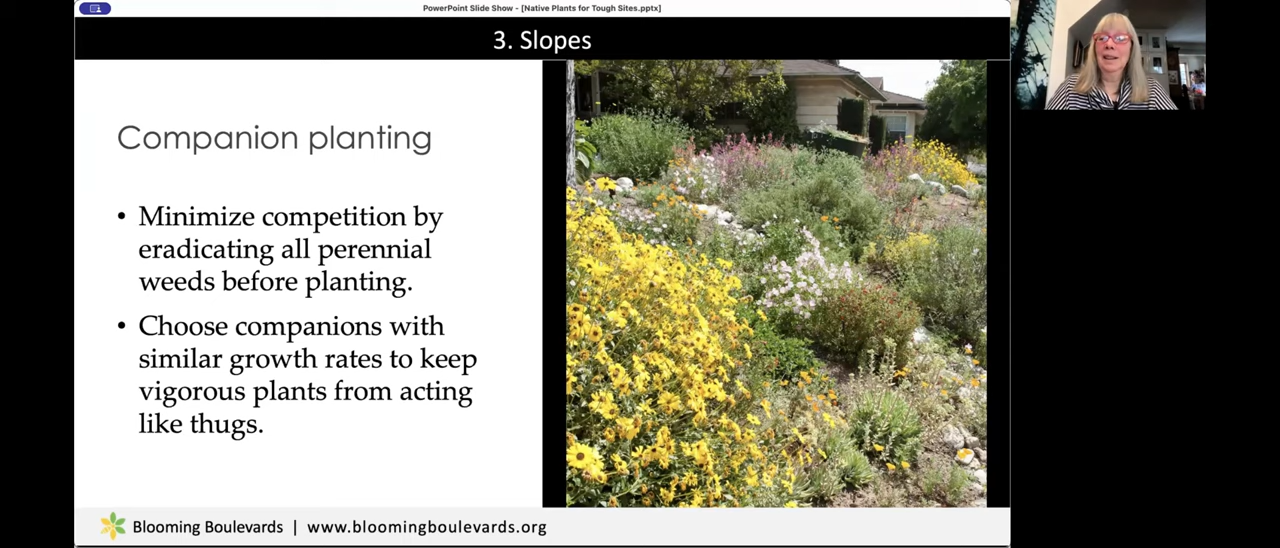 PowerPoint Slide Show - [Native Plants for Tough Sites.pptx]
3. Slopes
Companion planting
• Minimize competition by
eradicating all perennial
weeds before planting.
• Choose companions with
similar growth rates to keep
vigorous plants from acting
like thugs.
Blooming Boulevards | www.bloomingboulevards.org